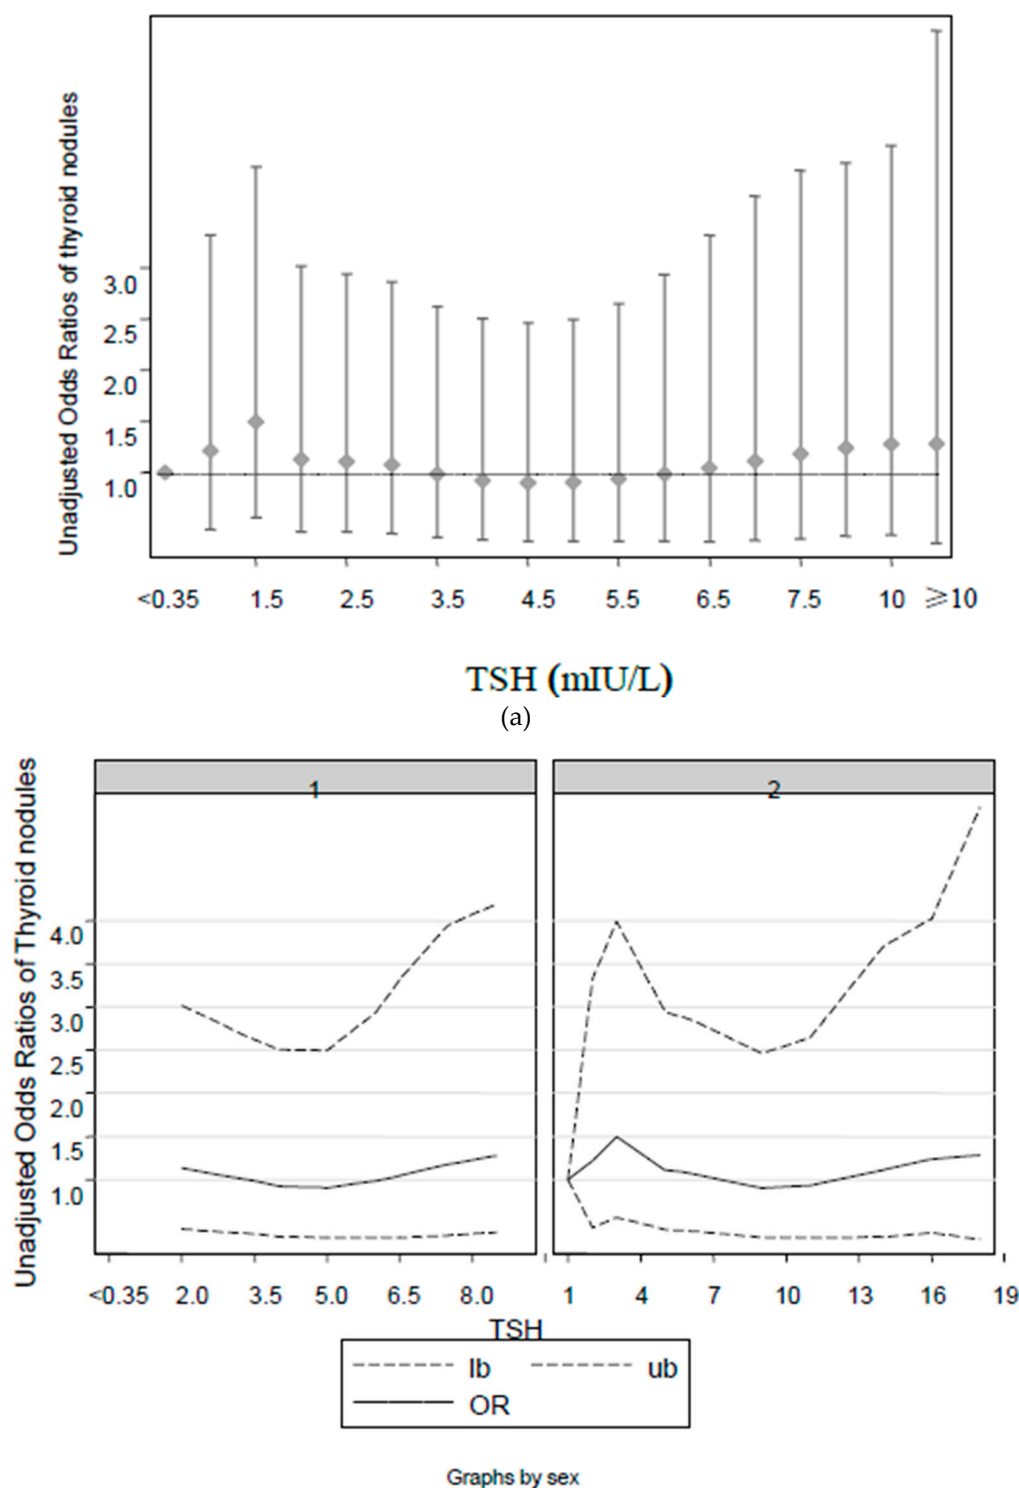 Unadjusted Odds Ratios of thyroid nodules
3.0
2.5
2.0
1.5
1.0
<0.35 1.5 2.5 3.5 4.5 5.5 6.5 7.5 10 ⩾10
TSH (mIU/L)
(a)
1 2
Unadjusted Odds Ratios of Thyroid nodules
4.0
3.5
3.0
2.5
2.0
1.5
1.0
<0.35 2.0 3.5 5.0 6.5 8.0 1 4 7 10 13 16 19
TSH
lb ub
OR
Graphs by sex